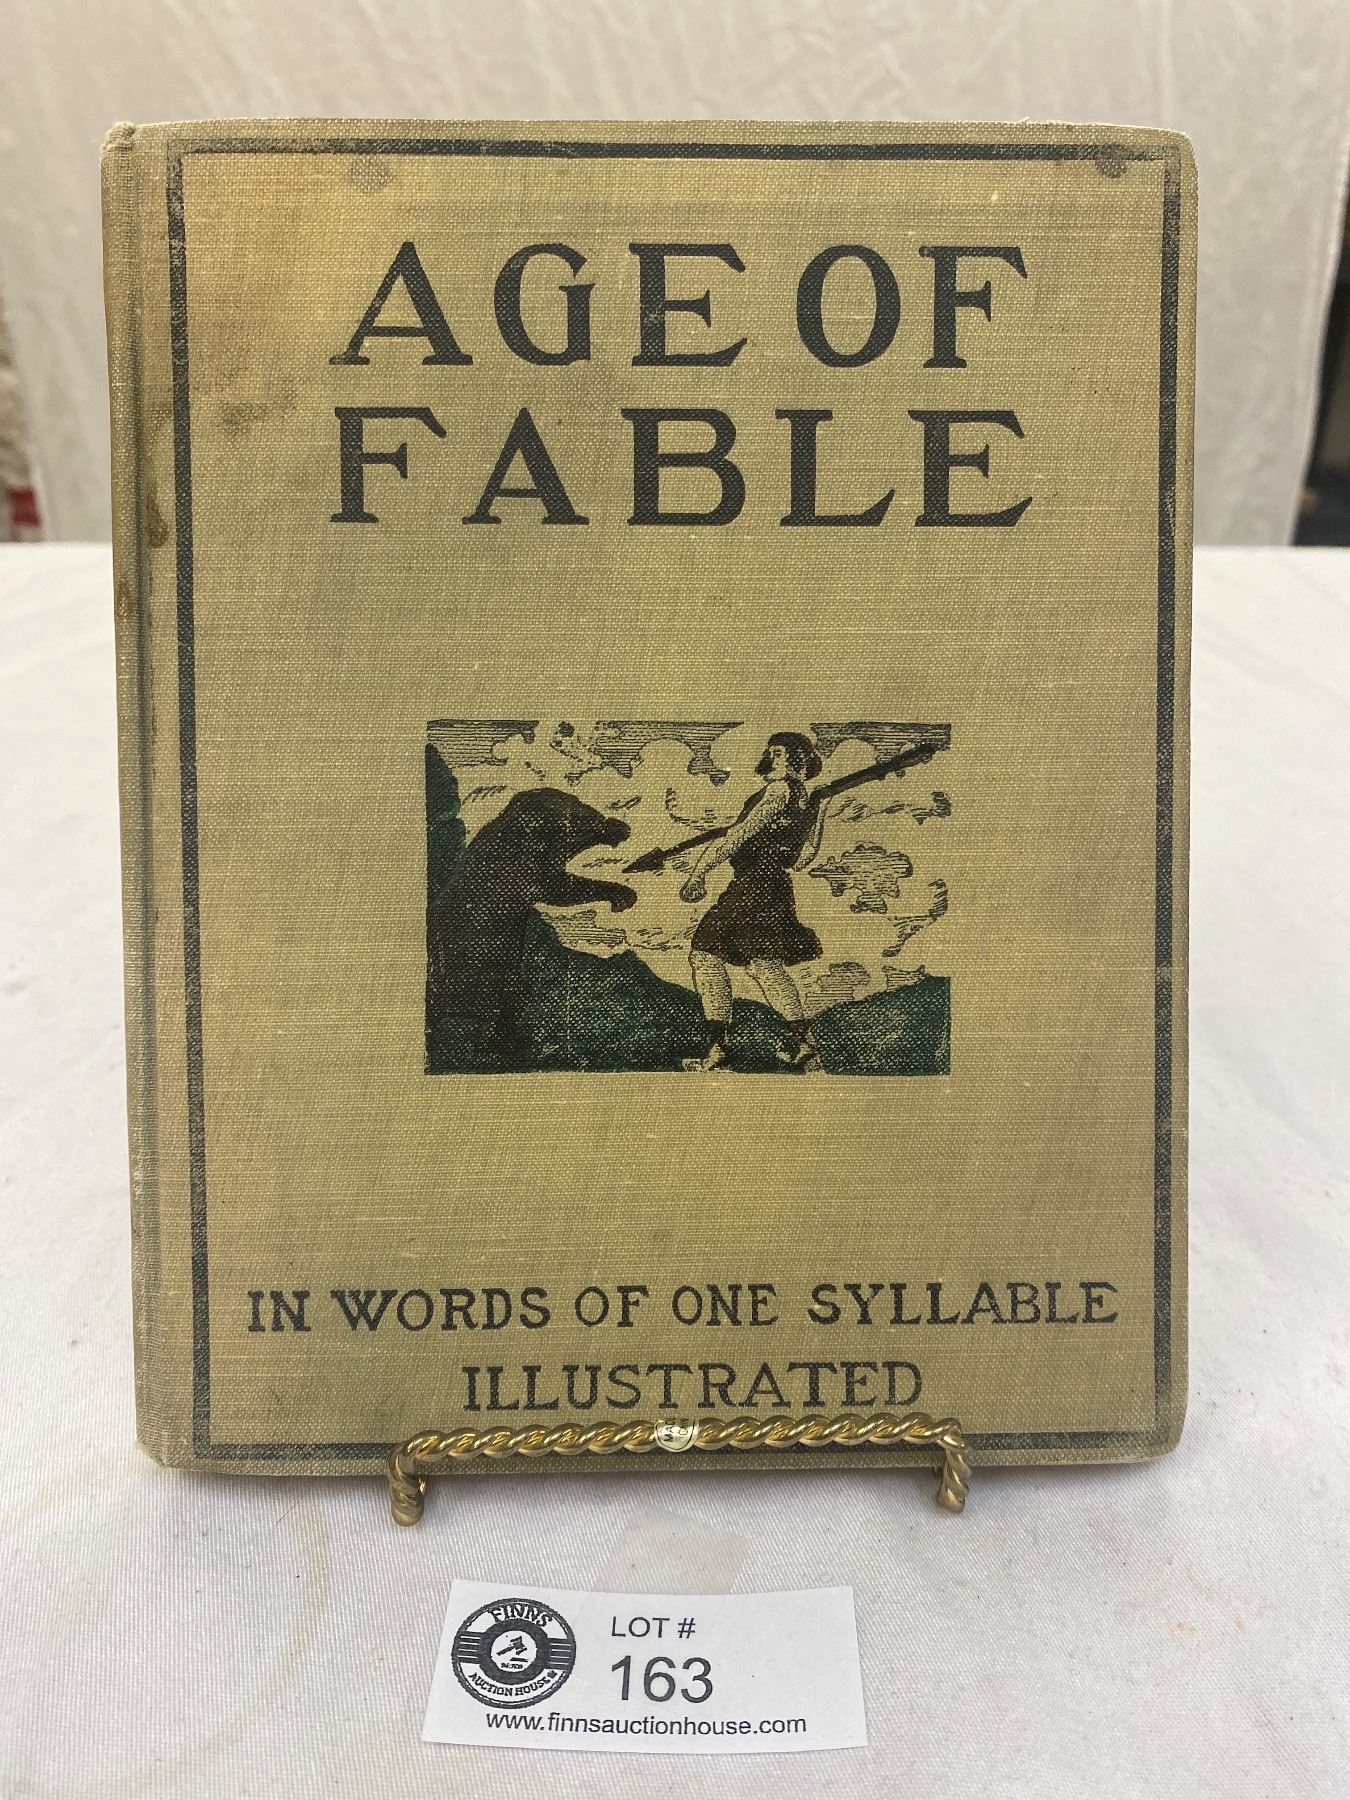 AGE OF
FABLE
IN WORDS OF ONE SYLLABLE
ILLUSTRATED
FINNS
AUCTION HOUSE
LOT #
163
www.finnsauctionhouse.com